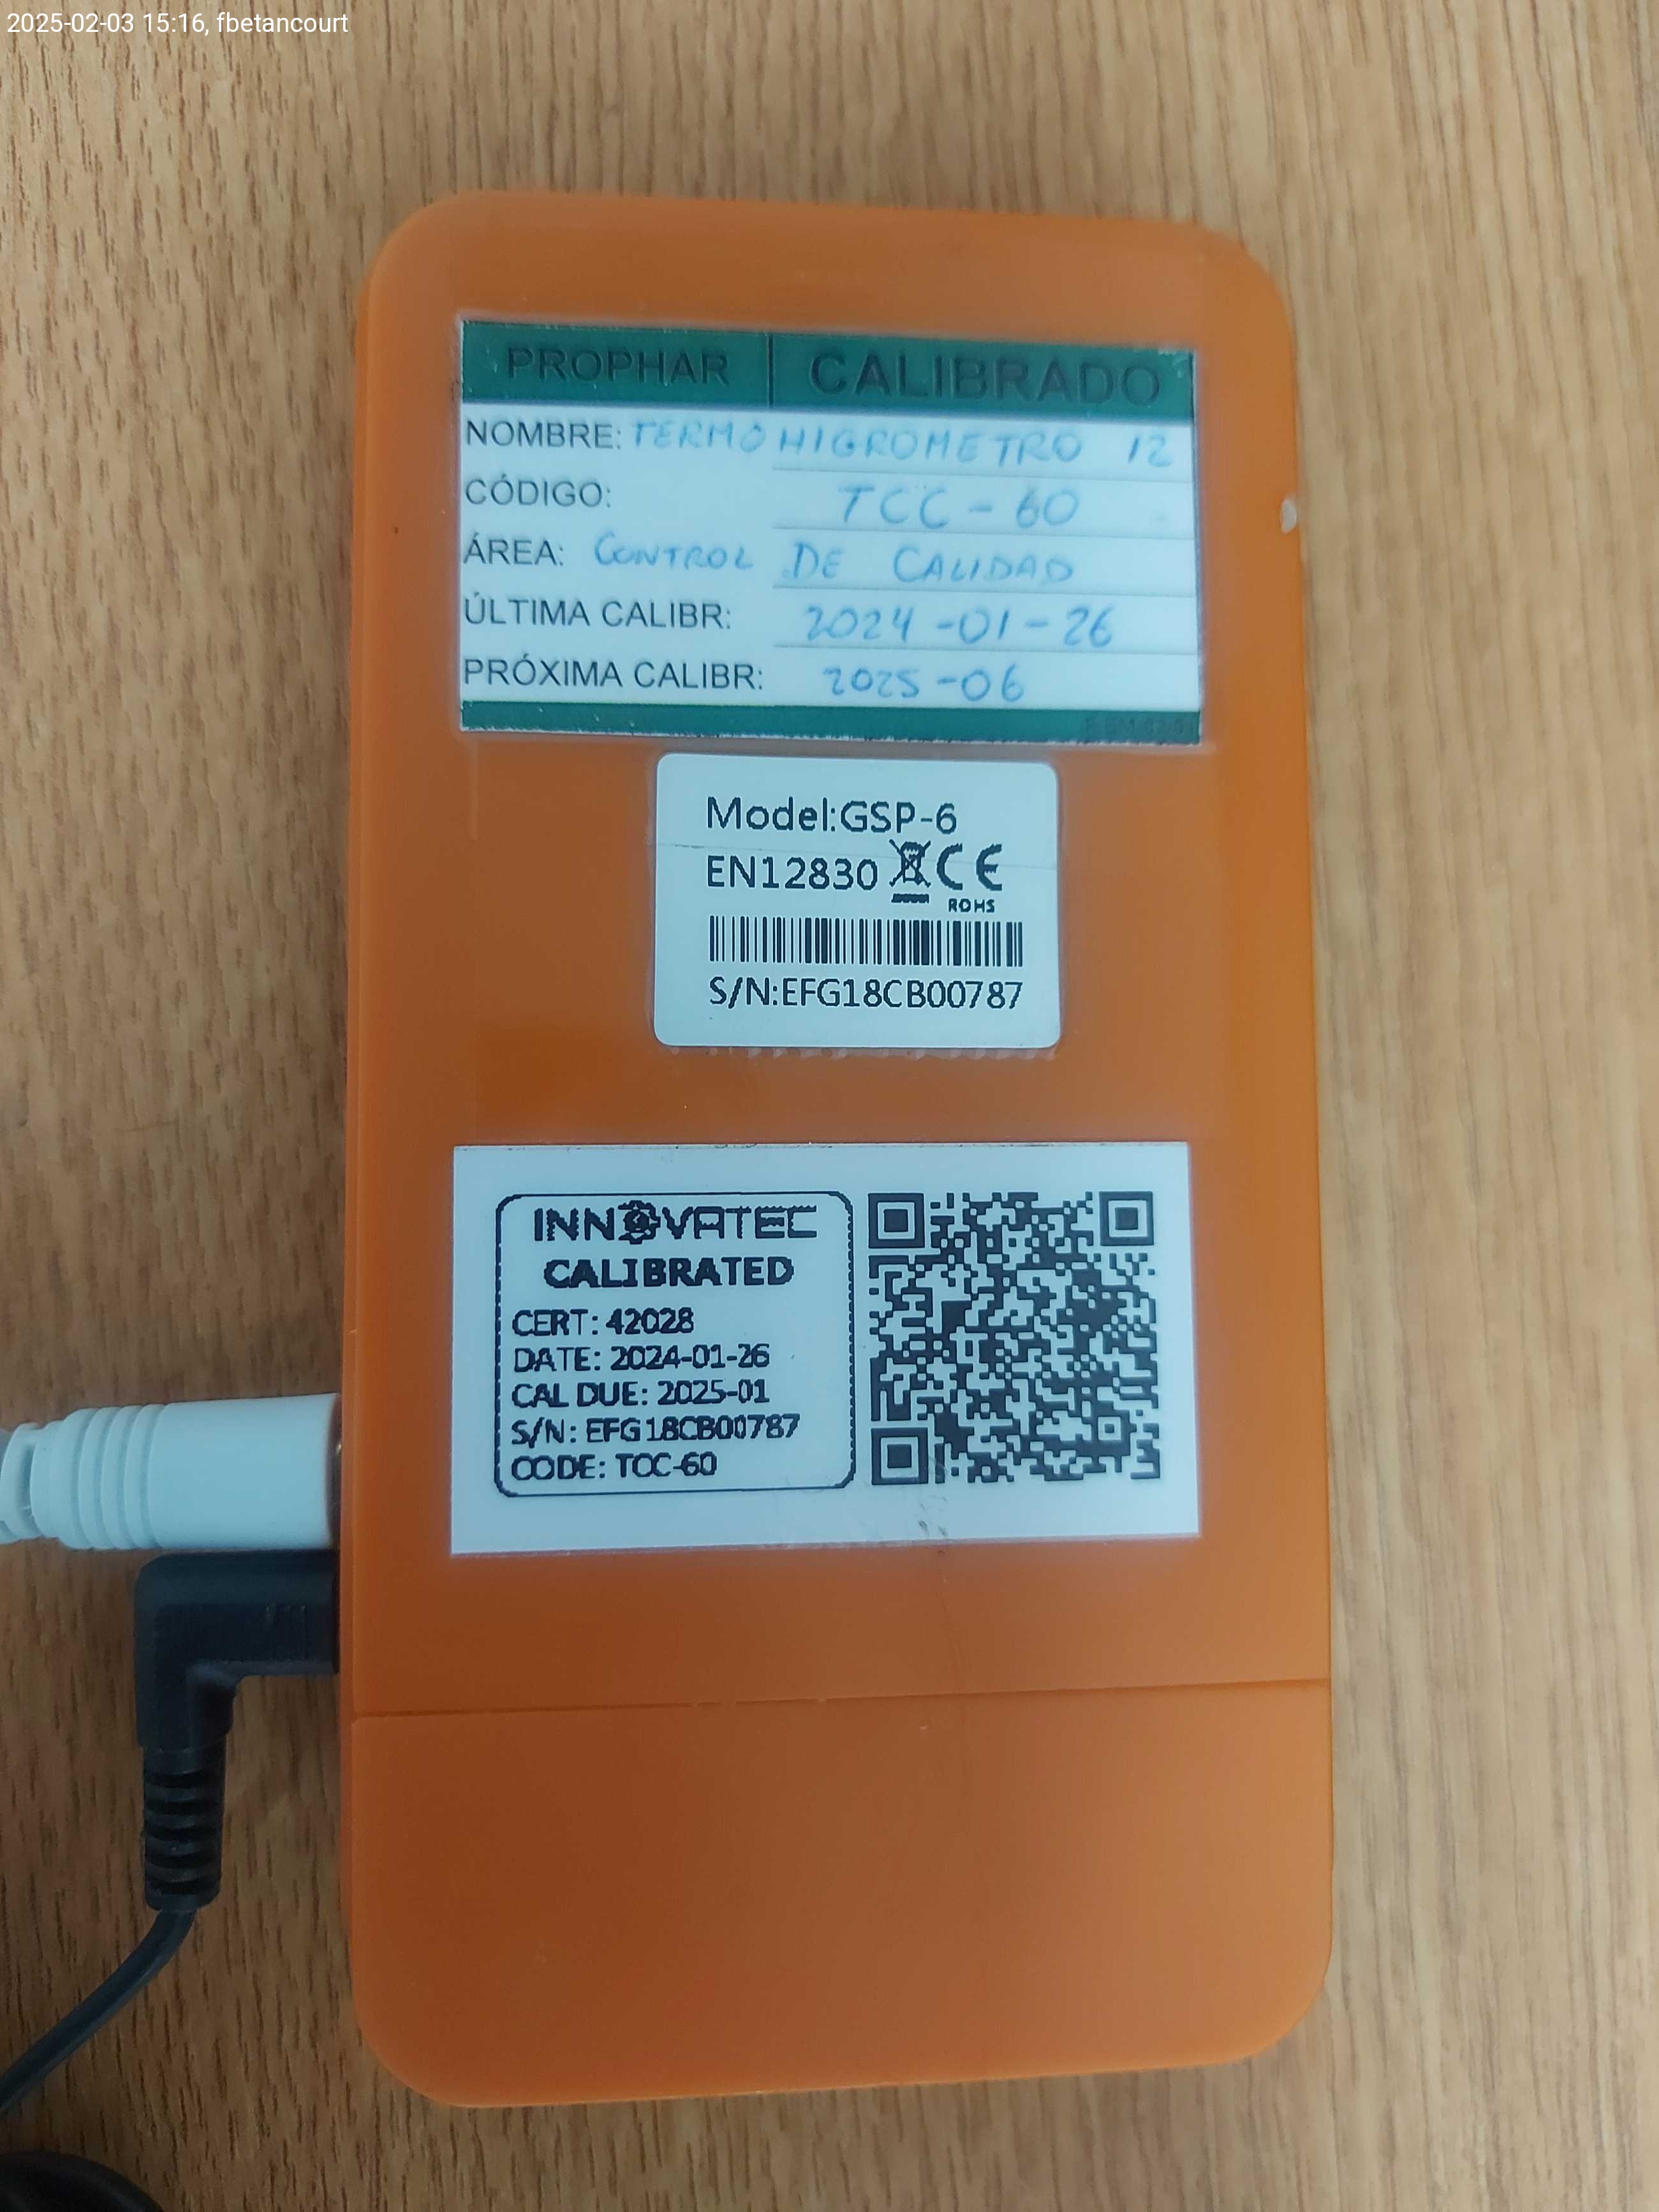 2025-02-03 15:16, fbetancourt
PROPHAR CALIBRADO
NOMBRE: TERMOHIGROMETRO 12
CÓDIGO: TCC-60
ÁREA: CONTROL DE CALIDAD
ÚLTIMA CALIBR: 2024-01-26
PRÓXIMA CALIBR: 2025-06
Model:GSP-6
EN12830 CE
ROHS
S/N:EFG18CB00787
INNOVATEC
CALIBRATED
CERT: 42028
DATE: 2024-01-26
CAL DUE: 2025-01
S/N: EFG18CB00787
CODE: TCC-60